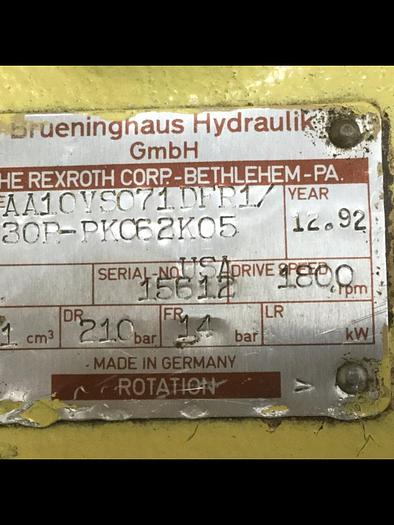 Brueninghaus Hydraulik
GmbH
HE REXROTH CORP.-BETHLEHEM-PA.
AA10VSO71DFR1/ YEAR
30R-PKC62K05 12.92
SERIAL-NO. USA DRIVE SPEED
15612 1800 rpm
DR FR LR
1 cm³ 210 bar 14 bar kW
MADE IN GERMANY
ROTATION >